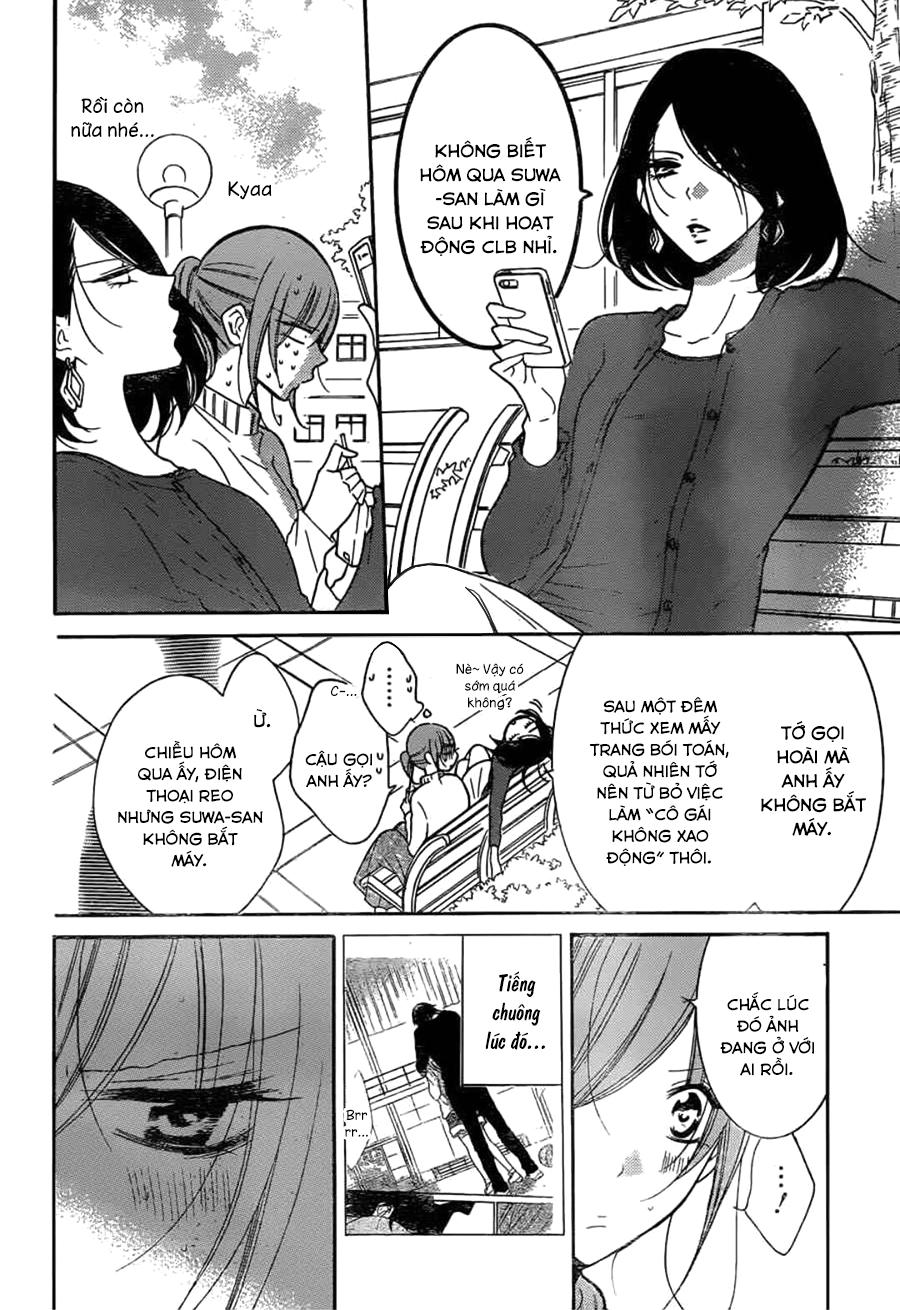 KHÔNG BIẾT
HÔM QUA SUWA
-SAN LÀM GÌ
SAU KHI HOẠT
ĐỘNG CLB NHỈ.
Rồi còn
nữa nhé...
Kyaa
TỚ GỌI
HOÀI MÀ
ANH ẤY
KHÔNG BẮT
MÁY.
SAU MỘT ĐÊM
THỨC XEM MẤY
TRANG BÓI TOÁN,
QUẢ NHIÊN TỚ
NÊN TỪ BỎ VIỆC
LÀM “CÔ GÁI
KHÔNG XAO
ĐỘNG” THÔI.
Nè~ Vậy có
sớm quá
không?
......
C-...
CẬU GỌI
ANH ẤY?
Ừ.
CHIỀU HÔM
QUA ẤY, ĐIỆN
THOẠI REO
NHƯNG SUWA-SAN
KHÔNG BẮT
MÁY.
CHẮC LÚC
ĐÓ ẢNH
ĐANG Ở VỚI
AI RỒI.
...!
Tiếng
chuông
lúc đó...
Brr
rr...